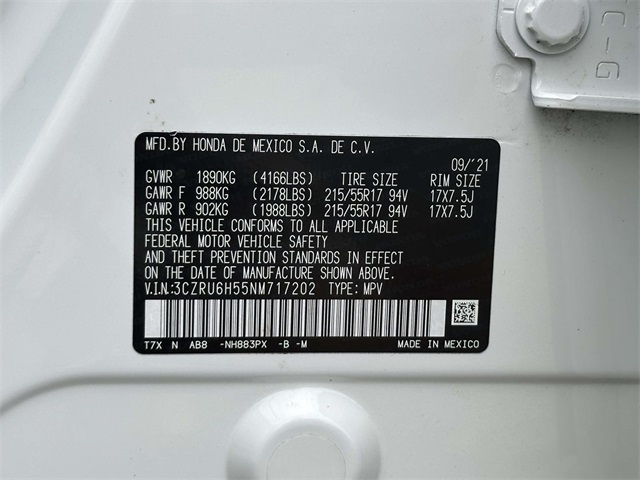 C-G
MFD.BY HONDA DE MEXICO S.A. DE C.V.
09/'21
GVWR 1890KG (4166LBS) TIRE SIZE RIM SIZE
GAWR F 988KG (2178LBS) 215/55R17 94V 17X7.5J
GAWR R 902KG (1988LBS) 215/55R17 94V 17X7.5J
THIS VEHICLE CONFORMS TO ALL APPLICABLE
FEDERAL MOTOR VEHICLE SAFETY
AND THEFT PREVENTION STANDARDS IN EFFECT
ON THE DATE OF MANUFACTURE SHOWN ABOVE.
V.I.N.:3CZRU6H55NM717202 TYPE: MPV
T7X N AB8 -NH883PX -B -M MADE IN MEXICO